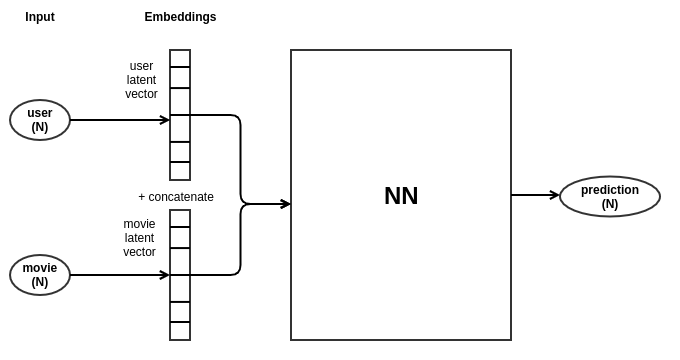 Input
Embeddings
user
latent
vector
user
(N)
+ concatenate
movie
latent
vector
movie
(N)
NN
prediction
(N)